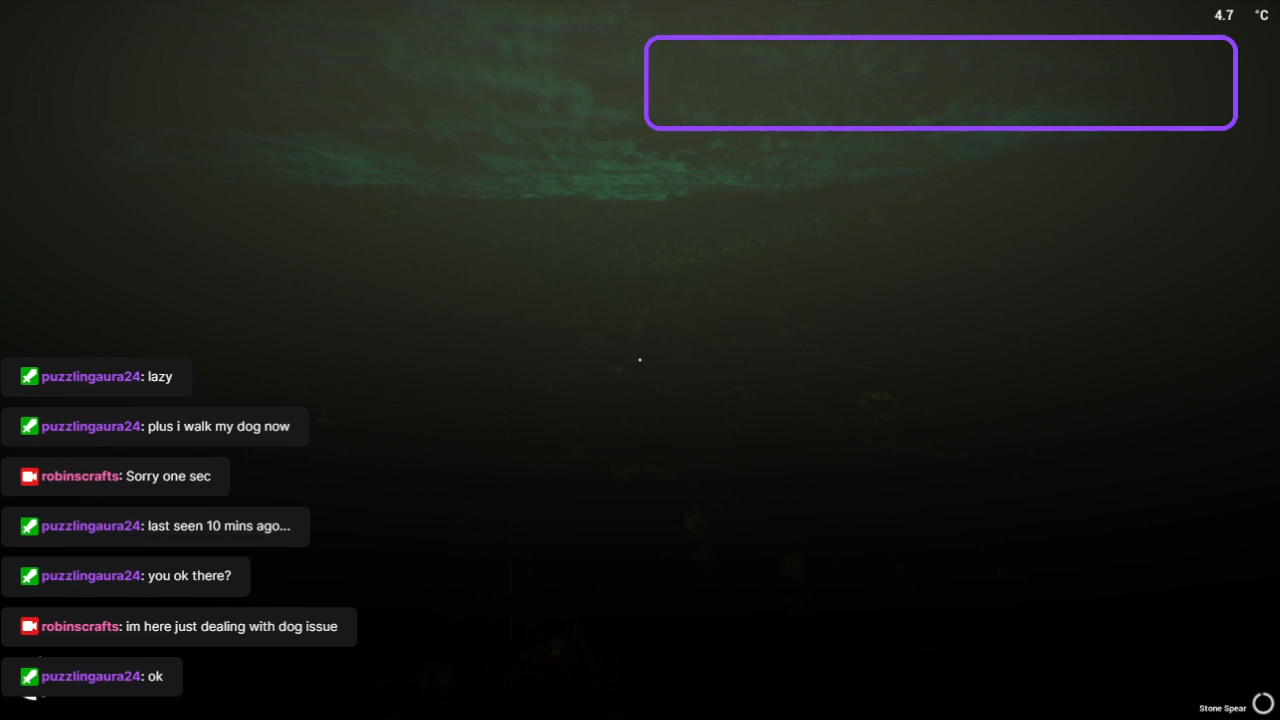 4.7 °C
puzzlingaura24: lazy
puzzlingaura24: plus i walk my dog now
robinscrafts: Sorry one sec
puzzlingaura24: last seen 10 mins ago...
puzzlingaura24: you ok there?
robinscrafts: im here just dealing with dog issue
puzzlingaura24: ok
Stone Spear